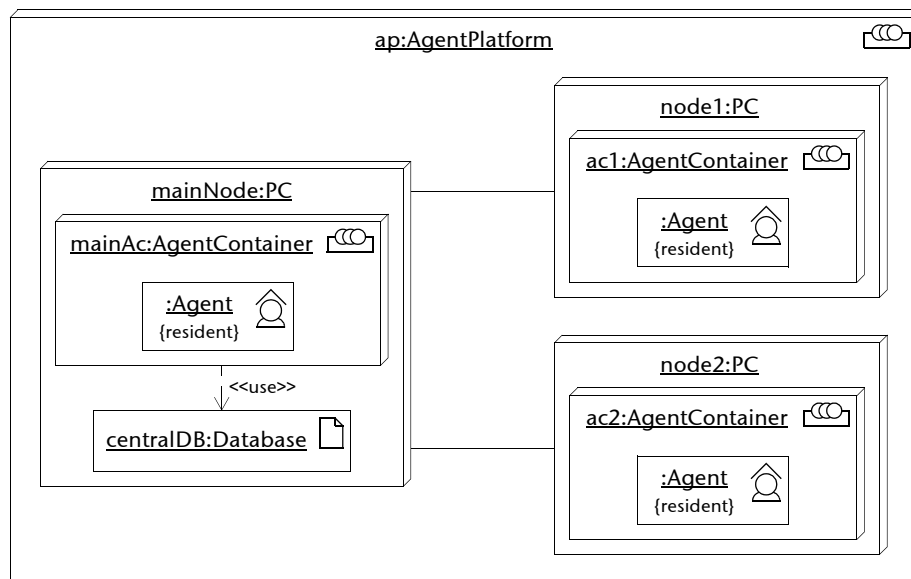 ap:AgentPlatform
mainNode:PC
mainAc:AgentContainer
:Agent
{resident}
<<use>>
centralDB:Database
node1:PC
ac1:AgentContainer
:Agent
{resident}
node2:PC
ac2:AgentContainer
:Agent
{resident}